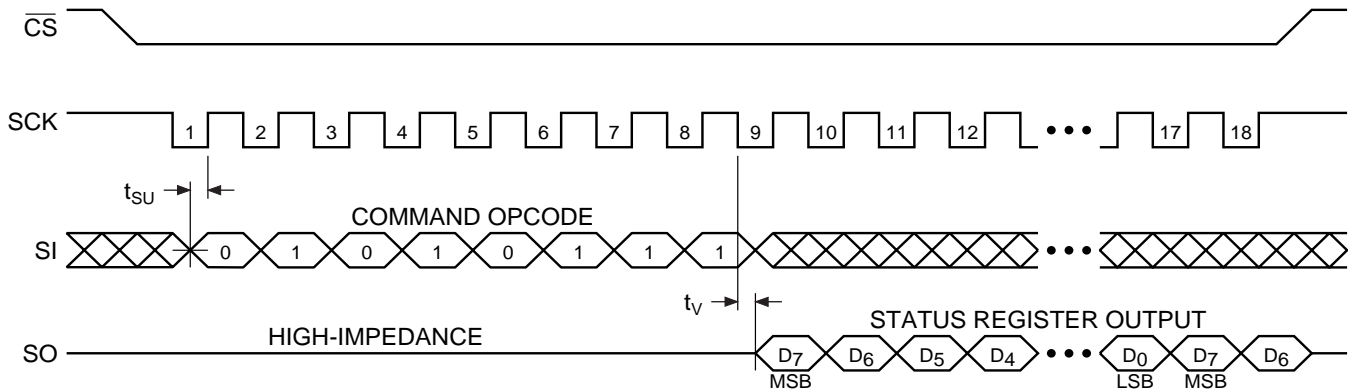 CS
SCK 1 2 3 4 5 6 7 8 9 10 11 12 ••• 17 18
tSU
COMMAND OPCODE
SI 0 1 0 1 0 1 1 1 •••
tV
HIGH-IMPEDANCE STATUS REGISTER OUTPUT
SO D7 D6 D5 D4 ••• D0 D7 D6
MSB LSB MSB